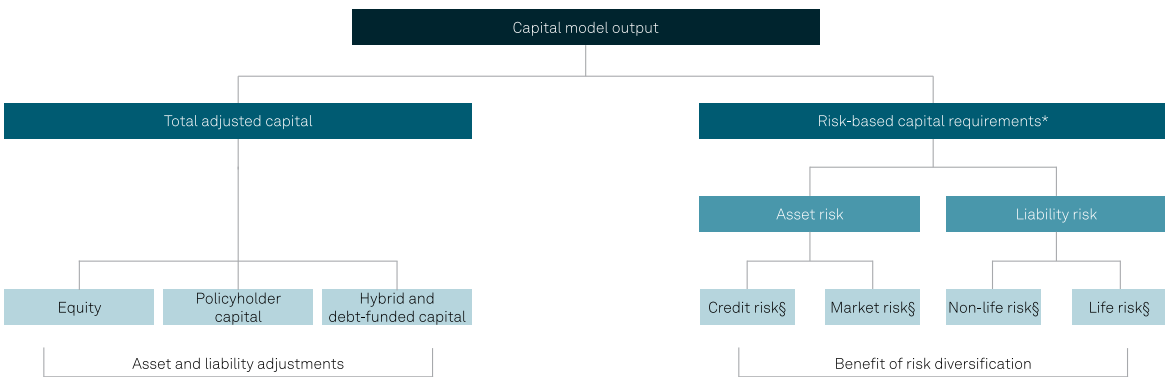 Capital model output
Total adjusted capital
Risk-based capital requirements*
Asset risk
Liability risk
Equity
Policyholder
capital
Hybrid and
debt-funded capital
Credit risk§
Market risk§
Non-life risk§
Life risk§
Asset and liability adjustments
Benefit of risk diversification